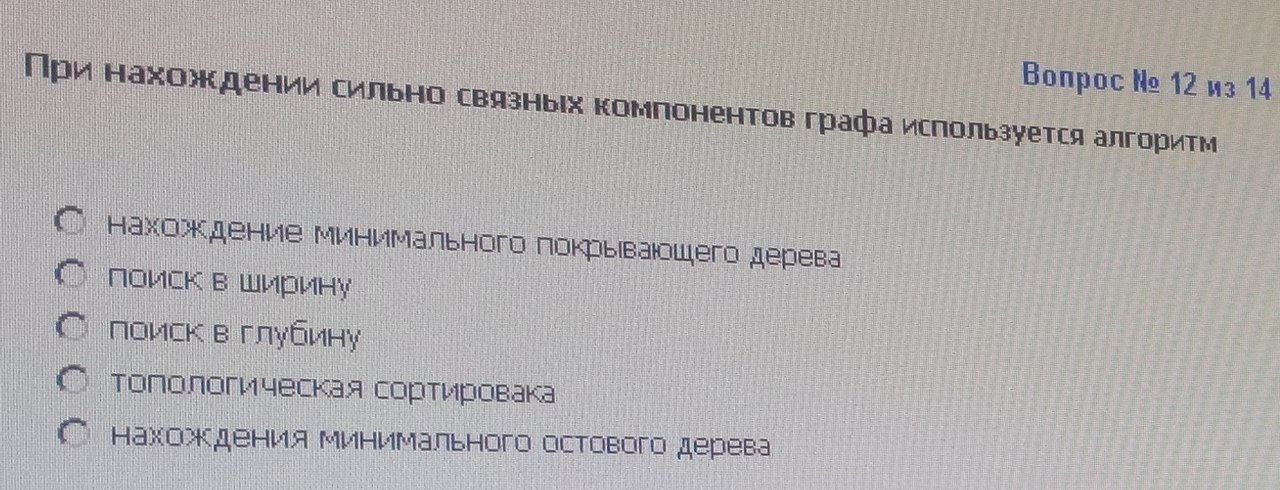 Вопрос № 12 из 14
При нахождении сильно связных компонентов графа используется алгоритм
нахождение минимального покрывающего дерева
поиск в ширину
поиск в глубину
топологическая сортировака
нахождения минимального остового дерева